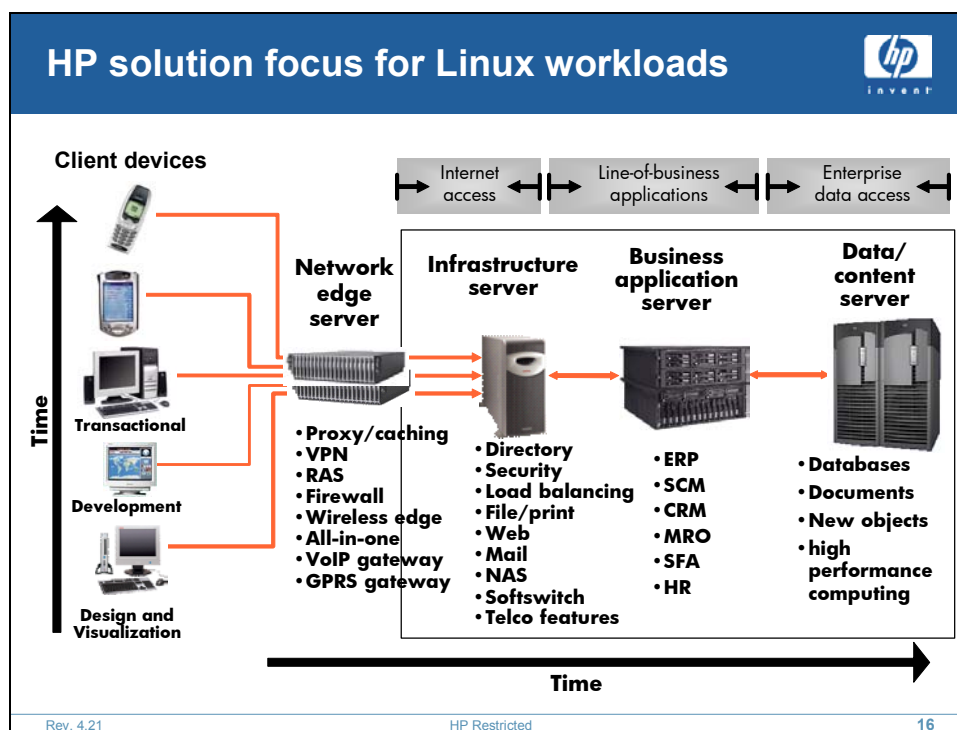 HP solution focus for Linux workloads
hp
invent
Client devices
Internet
access
Line-of-business
applications
Enterprise
data access
Network
edge
server
Infrastructure
server
Business
application
server
Data/
content
server
Time
Transactional
Development
Design and
Visualization
•Proxy/caching
•VPN
•RAS
•Firewall
•Wireless edge
•All-in-one
•VoIP gateway
•GPRS gateway
•Directory
•Security
•Load balancing
•File/print
•Web
•Mail
•NAS
•Softswitch
•Telco features
•ERP
•SCM
•CRM
•MRO
•SFA
•HR
•Databases
•Documents
•New objects
•high
performance
computing
Time
Rev. 4.21
HP Restricted
16